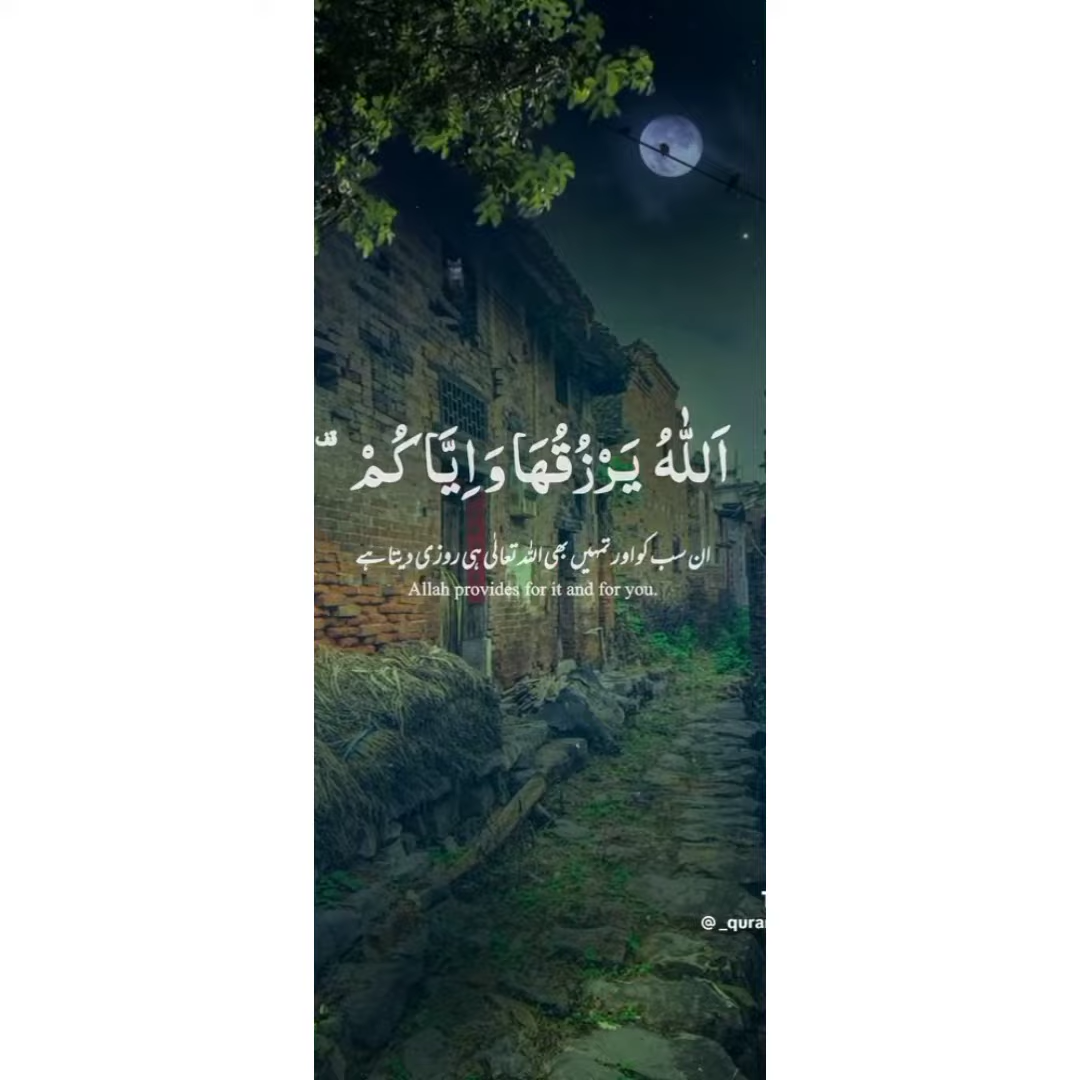 اَللّٰهُ يَرْزُقُهَا وَاِيَّاكُمْ ۖۗ
ان سب کو اور تمہیں بھی اللہ تعالٰی ہی روزی دیتا ہے
Allah provides for it and for you.
@_qura